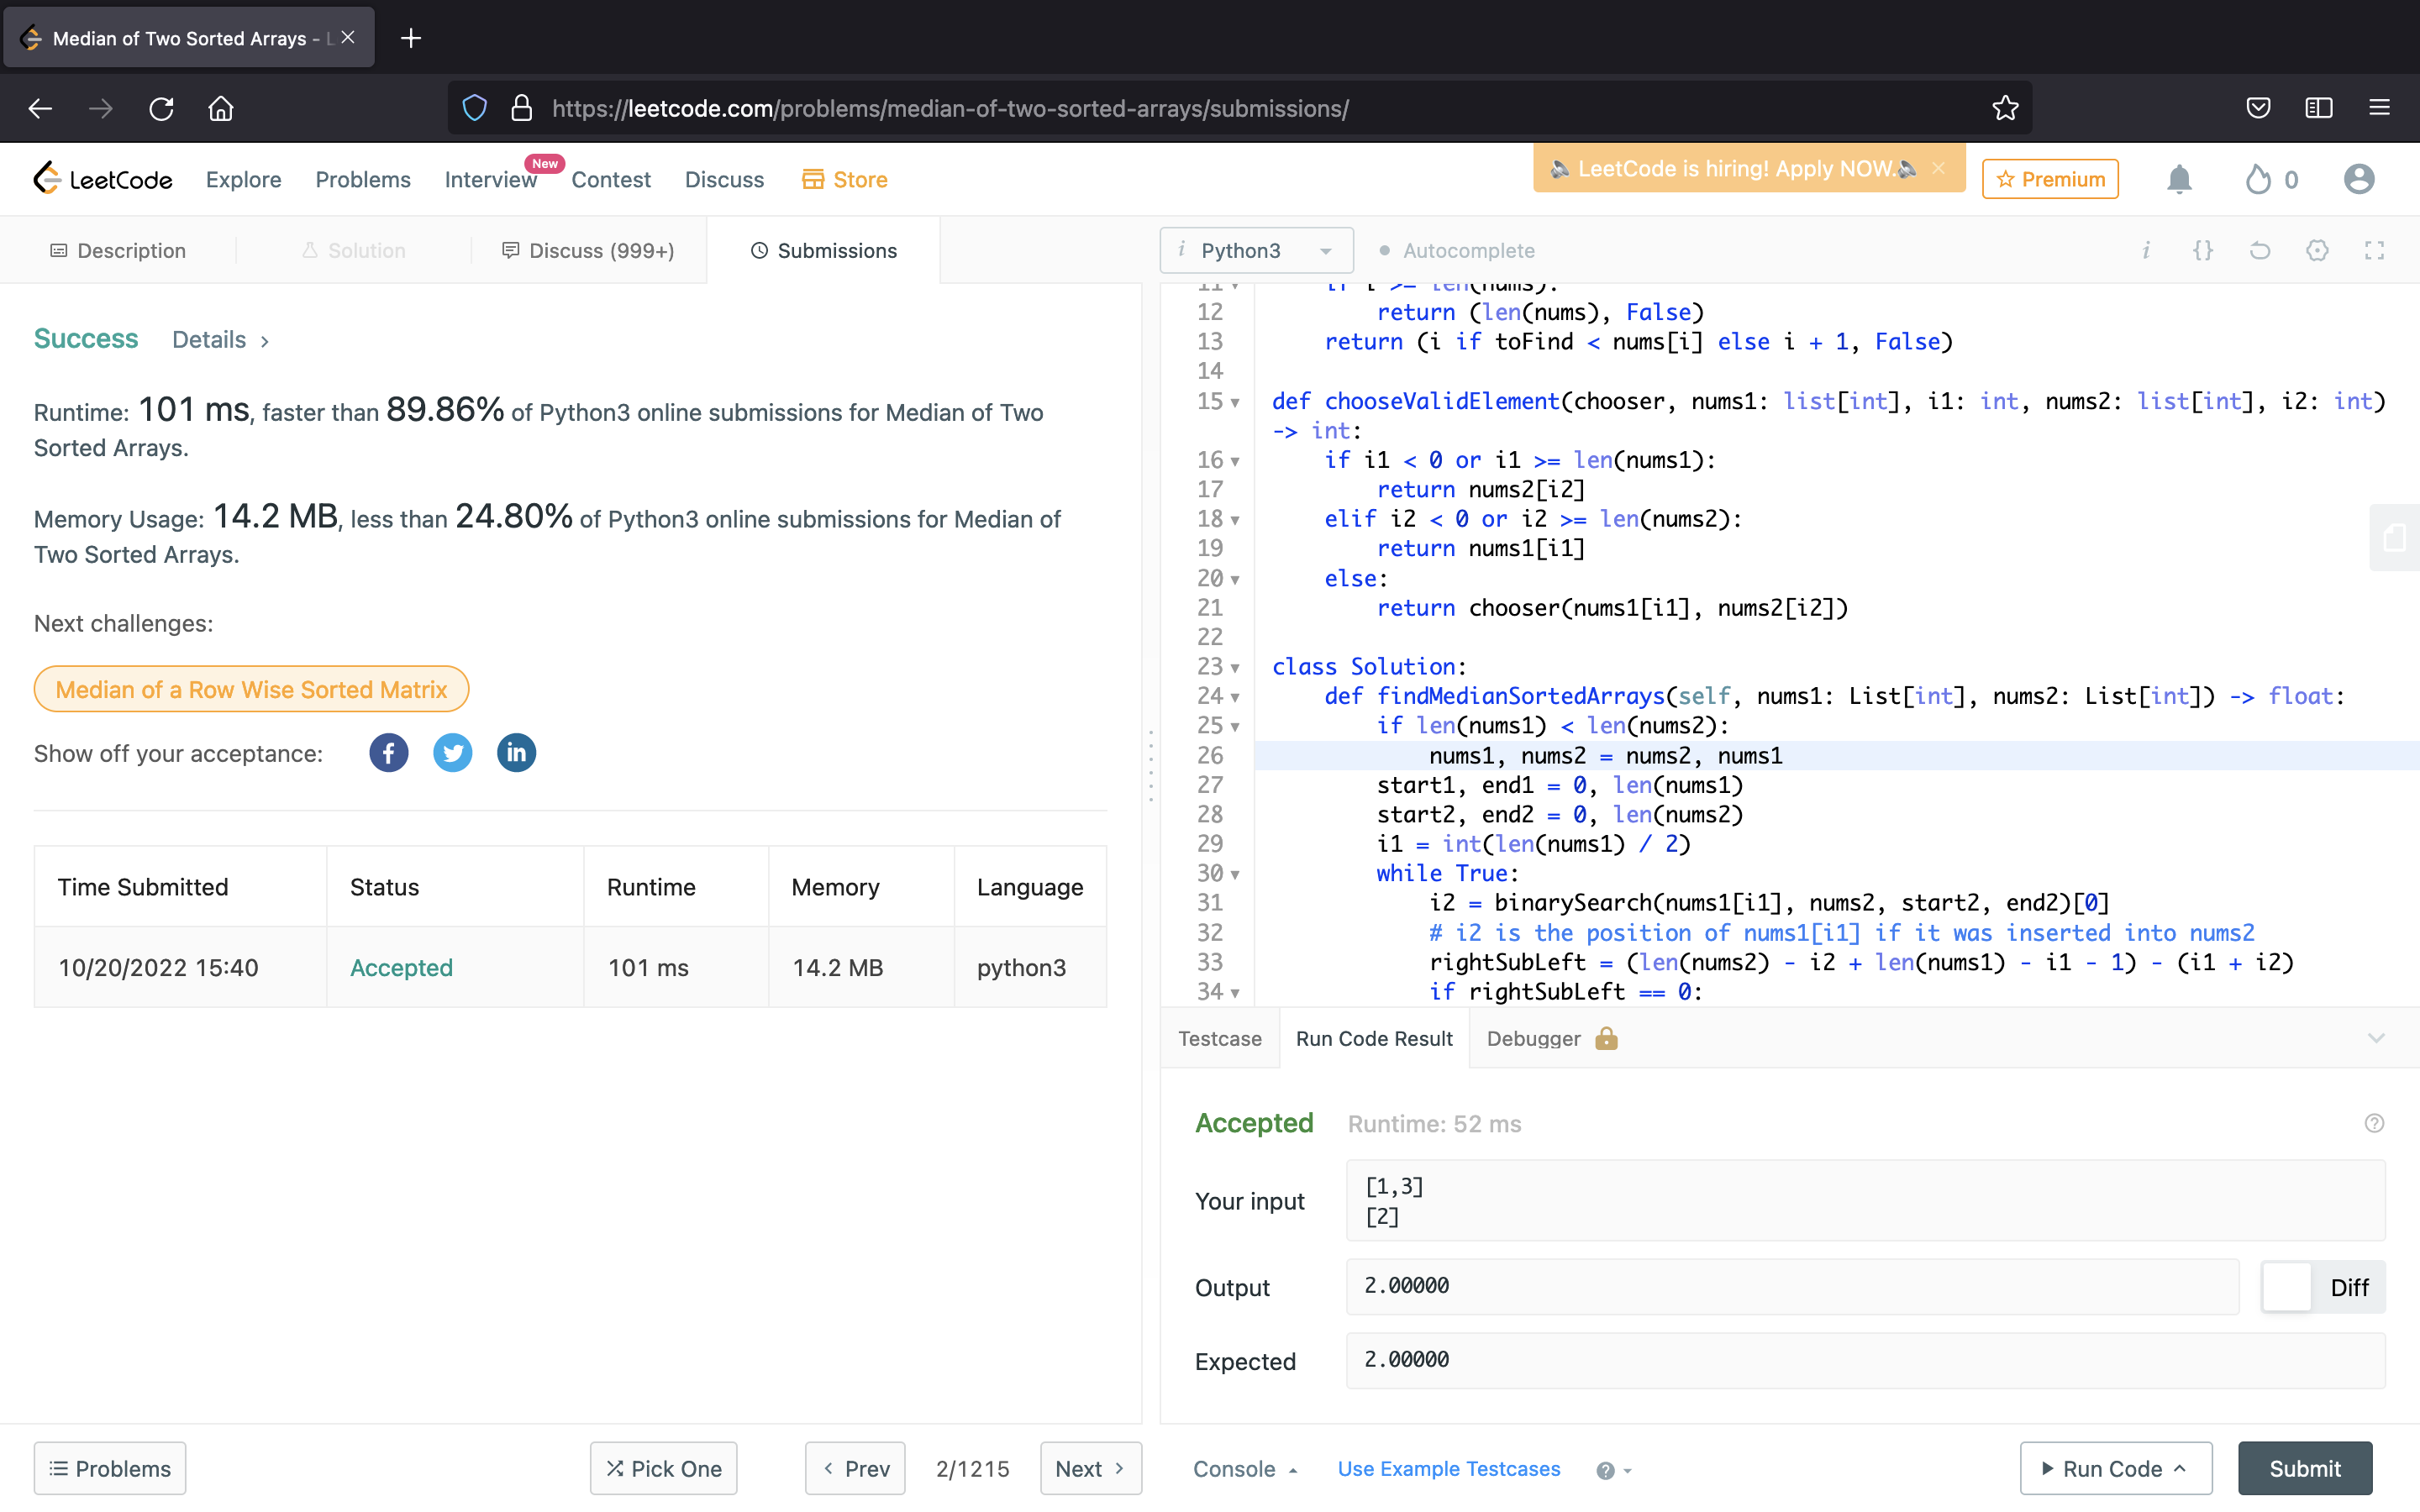 Median of Two Sorted Arrays - L
https://leetcode.com/problems/median-of-two-sorted-arrays/submissions/
LeetCode
Explore
Problems
Interview
New
Contest
Discuss
Store
LeetCode is hiring! Apply NOW.
Premium
0
Description
Solution
Discuss (999+)
Submissions
Success
Details
Runtime: 101 ms, faster than 89.86% of Python3 online submissions for Median of Two
Sorted Arrays.
Memory Usage: 14.2 MB, less than 24.80% of Python3 online submissions for Median of
Two Sorted Arrays.
Next challenges:
Median of a Row Wise Sorted Matrix
Show off your acceptance:
Time Submitted Status Runtime Memory Language
10/20/2022 15:40 Accepted 101 ms 14.2 MB python3
Problems
Pick One
Prev
2/1215
Next
i Python3
Autocomplete
i {}
11 if i >= len(nums):
12 return (len(nums), False)
13 return (i if toFind < nums[i] else i + 1, False)
14
15 def chooseValidElement(chooser, nums1: list[int], i1: int, nums2: list[int], i2: int)
-> int:
16 if i1 < 0 or i1 >= len(nums1):
17 return nums2[i2]
18 elif i2 < 0 or i2 >= len(nums2):
19 return nums1[i1]
20 else:
21 return chooser(nums1[i1], nums2[i2])
22
23 class Solution:
24 def findMedianSortedArrays(self, nums1: List[int], nums2: List[int]) -> float:
25 if len(nums1) < len(nums2):
26 nums1, nums2 = nums2, nums1
27 start1, end1 = 0, len(nums1)
28 start2, end2 = 0, len(nums2)
29 i1 = int(len(nums1) / 2)
30 while True:
31 i2 = binarySearch(nums1[i1], nums2, start2, end2)[0]
32 # i2 is the position of nums1[i1] if it was inserted into nums2
33 rightSubLeft = (len(nums2) - i2 + len(nums1) - i1 - 1) - (i1 + i2)
34 if rightSubLeft == 0:
Testcase
Run Code Result
Debugger
Accepted
Runtime: 52 ms
Your input
[1,3]
[2]
Output
2.00000
Diff
Expected
2.00000
Console
Use Example Testcases
Run Code
Submit